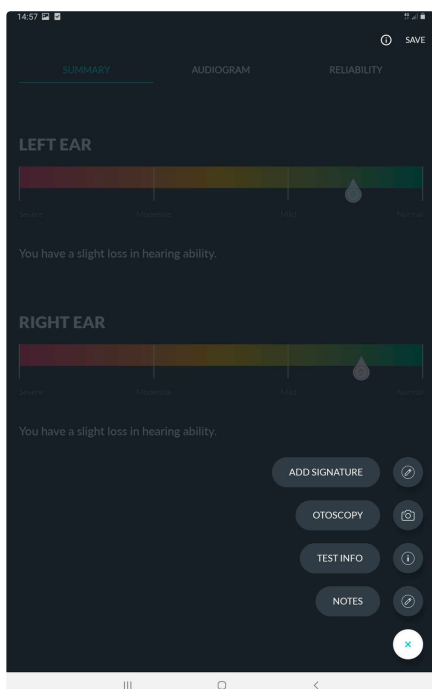 14:57
SAVE
SUMMARY AUDIOGRAM RELIABILITY
LEFT EAR
Severe Moderate Mild Normal
You have a slight loss in hearing ability.
RIGHT EAR
Severe Moderate Mild Normal
You have a slight loss in hearing ability.
ADD SIGNATURE
OTOSCOPY
TEST INFO
NOTES